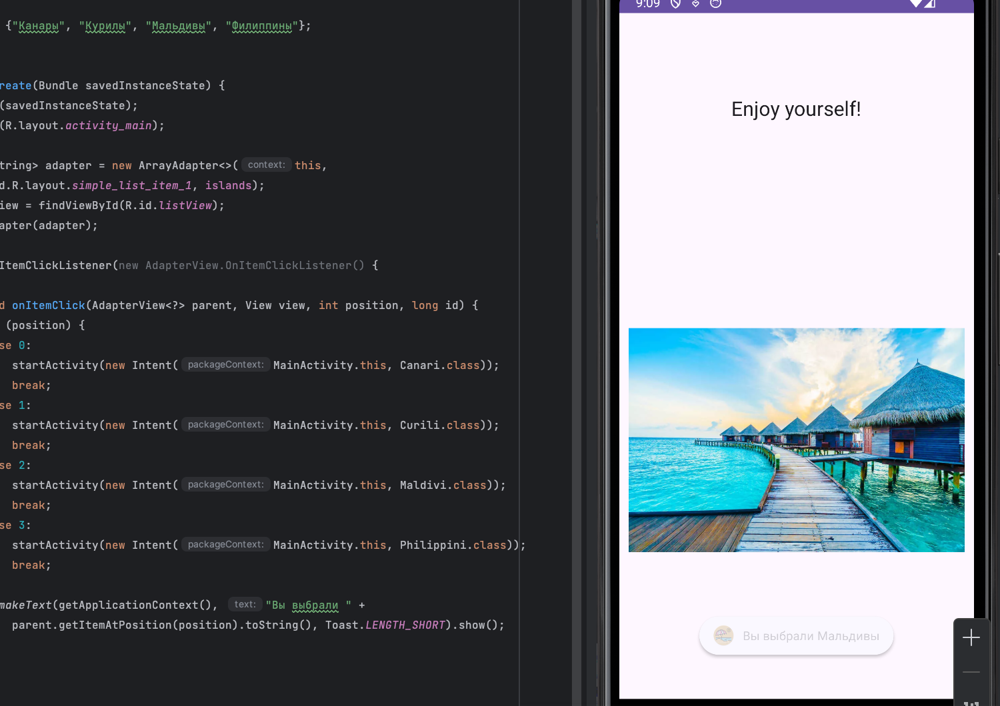 {"Канары", "Курилы", "Мальдивы", "Филиппины"};
reate(Bundle savedInstanceState) {
(savedInstanceState);
(R.layout.activity_main);
tring> adapter = new ArrayAdapter<>( context: this,
d.R.layout.simple_list_item_1, islands);
iew = findViewById(R.id.listView);
apter(adapter);
ItemClickListener(new AdapterView.OnItemClickListener() {
d onItemClick(AdapterView<?> parent, View view, int position, long id) {
(position) {
se 0:
startActivity(new Intent( packageContext: MainActivity.this, Canari.class));
break;
se 1:
startActivity(new Intent( packageContext: MainActivity.this, Curili.class));
break;
se 2:
startActivity(new Intent( packageContext: MainActivity.this, Maldivi.class));
break;
se 3:
startActivity(new Intent( packageContext: MainActivity.this, Philippini.class));
break;
makeText(getApplicationContext(), text: "Вы выбрали " +
parent.getItemAtPosition(position).toString(), Toast.LENGTH_SHORT).show();
9:09
Enjoy yourself!
Вы выбрали Мальдивы